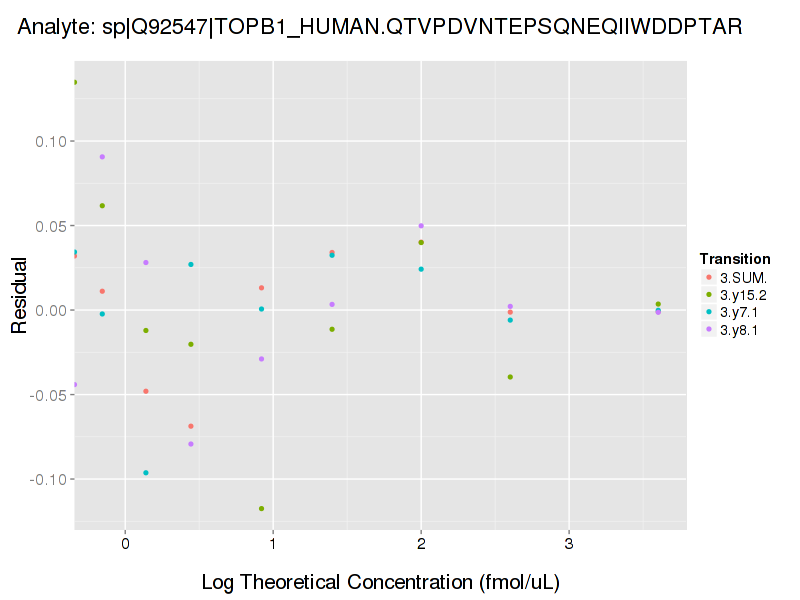 Analyte: sp|Q92547|TOPB1_HUMAN.QTVPDVNTEPSQNEQIIWDDPTAR
0.10
0.05
0.00
-0.05
-0.10
Residual
0 1 2 3
Log Theoretical Concentration (fmol/uL)
Transition
3.SUM.
3.y15.2
3.y7.1
3.y8.1